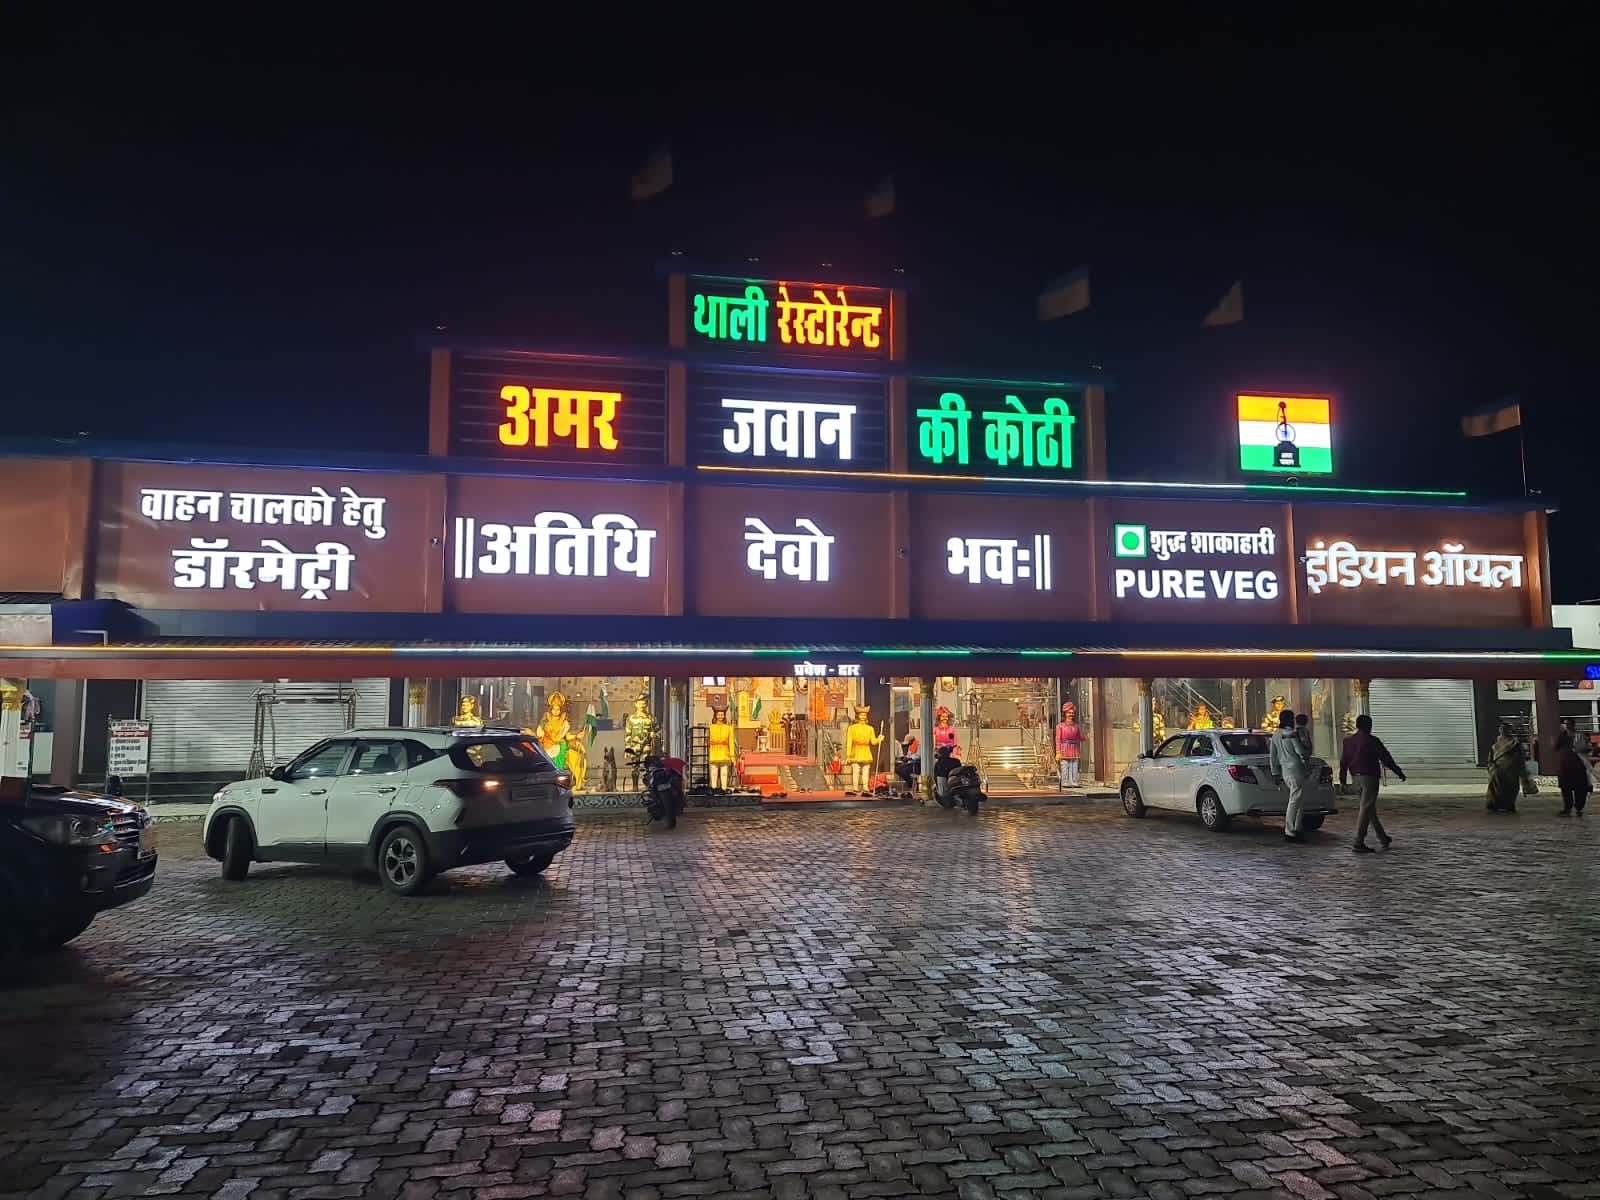 थाली रेस्टोरेन्ट
अमर जवान की कोठी
वाहन चालको हेतु
डॉरमेट्री
॥अतिथि देवो भवः॥
शुद्ध शाकाहारी
PURE VEG
इंडियन ऑयल
प्रवेश - द्वार